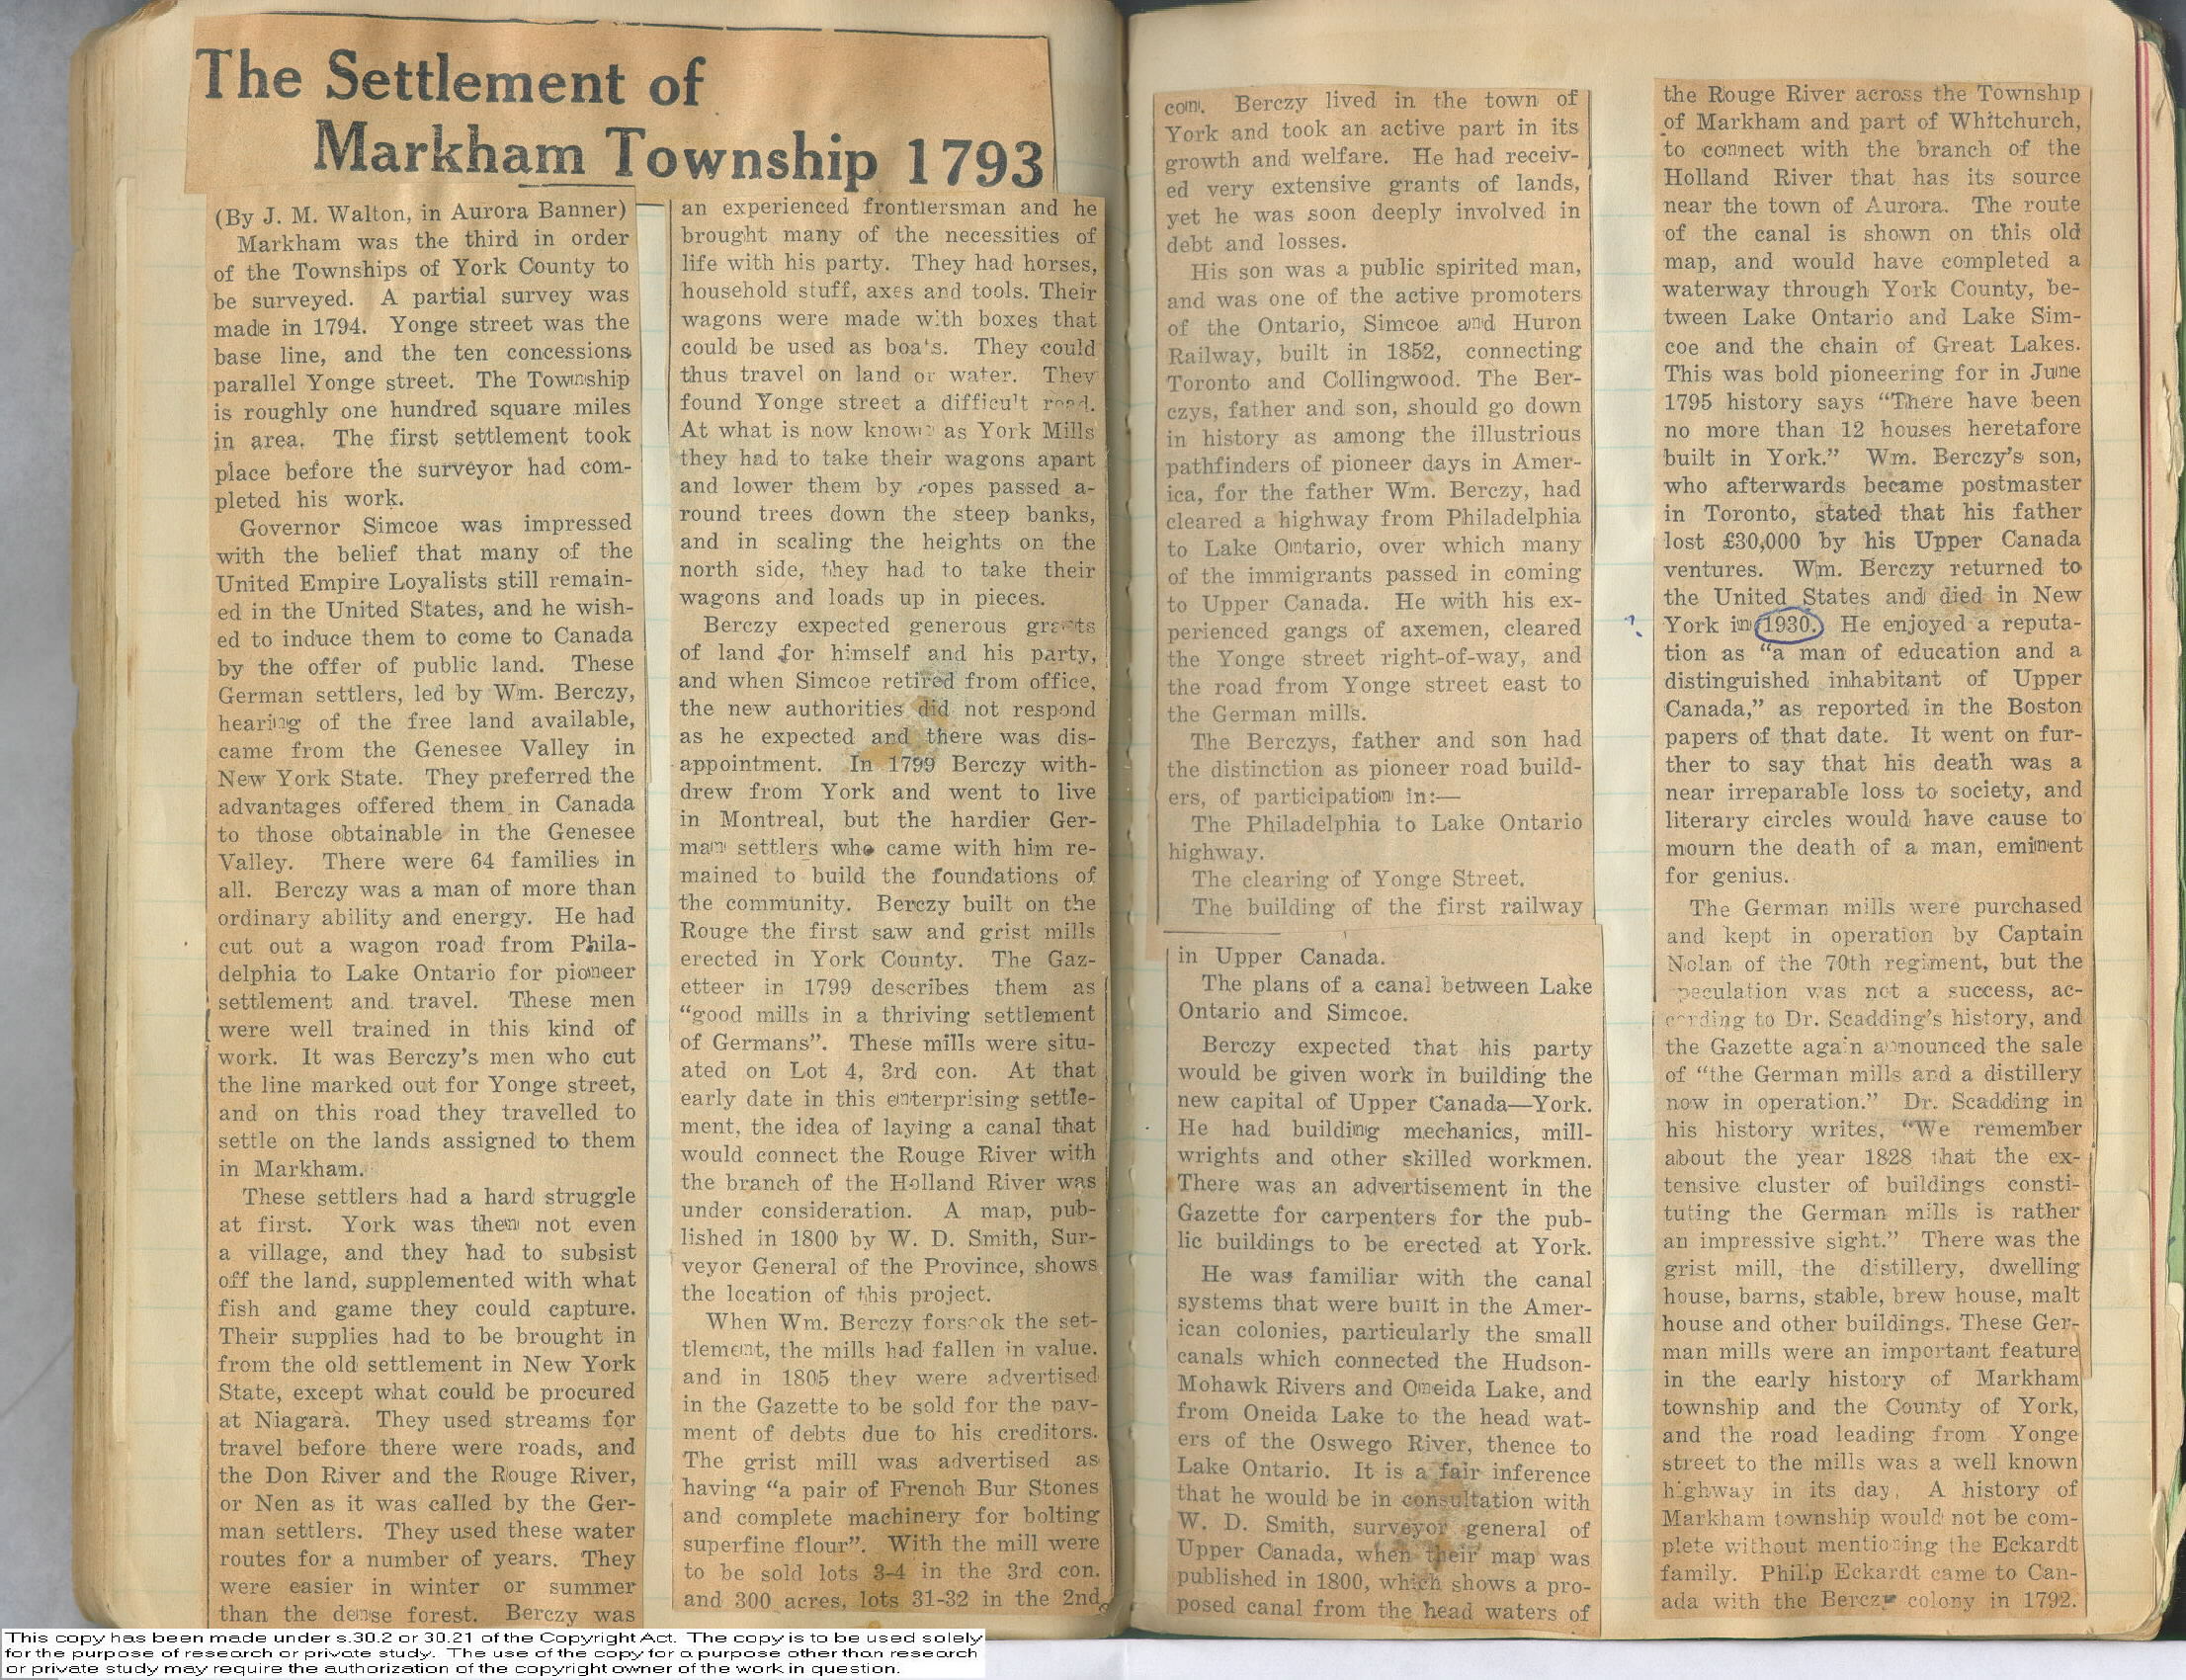 The Settlement of
Markham Township 1793
(By J. M. Walton, in Aurora Banner)
Markham was the third in order
of the Townships of York County to
be surveyed. A partial survey was
made in 1794. Yonge street was the
base line, and the ten concessions
parallel Yonge street. The Township
is roughly one hundred square miles
in area. The first settlement took
place before the surveyor had com-
pleted his work.
Governor Simcoe was impressed
with the belief that many of the
United Empire Loyalists still remain-
ed in the United States, and he wish-
ed to induce them to come to Canada
by the offer of public land. These
German settlers, led by Wm. Berczy,
hearing of the free land available,
came from the Genesee Valley in
New York State. They preferred the
advantages offered them in Canada
to those obtainable in the Genesee
Valley. There were 64 families in
all. Berczy was a man of more than
ordinary ability and energy. He had
cut out a wagon road from Phila-
delphia to Lake Ontario for pioneer
settlement and travel. These men
were well trained in this kind of
work. It was Berczy's men who cut
the line marked out for Yonge street,
and on this road they travelled to
settle on the lands assigned to them
in Markham.
These settlers had a hard struggle
at first. York was then not even
a village, and they had to subsist
off the land, supplemented with what
fish and game they could capture.
Their supplies had to be brought in
from the old settlement in New York
State, except what could be procured
at Niagara. They used streams for
travel before there were roads, and
the Don River and the Rouge River,
or Nen as it was called by the Ger-
man settlers. They used these water
routes for a number of years. They
were easier in winter or summer
than the dense forest. Berczy was
an experienced frontiersman and he
brought many of the necessities of
life with his party. They had horses,
household stuff, axes and tools. Their
wagons were made with boxes that
could be used as boats. They could
thus travel on land or water. They
found Yonge street a difficult road.
At what is now known as York Mills
they had to take their wagons apart
and lower them by ropes passed a-
round trees down the steep banks,
and in scaling the heights on the
north side, they had to take their
wagons and loads up in pieces.
Berczy expected generous grants
of land for himself and his party,
and when Simcoe retired from office,
the new authorities did not respond
as he expected and there was dis-
appointment. In 1799 Berczy with-
drew from York and went to live
in Montreal, but the hardier Ger-
man settlers who came with him re-
mained to build the foundations of
the community. Berczy built on the
Rouge the first saw and grist mills
erected in York County. The Gaz-
etteer in 1799 describes them as
"good mills in a thriving settlement
of Germans". These mills were situ-
ated on Lot 4, 3rd con. At that
early date in this enterprising settle-
ment, the idea of laying a canal that
would connect the Rouge River with
the branch of the Holland River was
under consideration. A map, pub-
lished in 1800 by W. D. Smith, Sur-
veyor General of the Province, shows
the location of this project.
When Wm. Berczy forsook the set-
tlement, the mills had fallen in value.
and in 1805 they were advertised
in the Gazette to be sold for the pay-
ment of debts due to his creditors.
The grist mill was advertised as
having "a pair of French Bur Stones
and complete machinery for bolting
superfine flour". With the mill were
to be sold lots 3-4 in the 3rd con.
and 300 acres, lots 31-32 in the 2nd
com. Berczy lived in the town of
York and took an active part in its
growth and welfare. He had receiv-
ed very extensive grants of lands,
yet he was soon deeply involved in
debt and losses.
His son was a public spirited man,
and was one of the active promoters
of the Ontario, Simcoe and Huron
Railway, built in 1852, connecting
Toronto and Collingwood. The Ber-
czys, father and son, should go down
in history as among the illustrious
pathfinders of pioneer days in Amer-
ica, for the father Wm. Berczy, had
cleared a highway from Philadelphia
to Lake Ontario, over which many
of the immigrants passed in coming
to Upper Canada. He with his ex-
perienced gangs of axemen, cleared
the Yonge street right-of-way, and
the road from Yonge street east to
the German mills.
The Berczys, father and son had
the distinction as pioneer road build-
ers, of participation in:—
The Philadelphia to Lake Ontario
highway.
The clearing of Yonge Street.
The building of the first railway
in Upper Canada.
The plans of a canal between Lake
Ontario and Simcoe.
Berczy expected that his party
would be given work in building the
new capital of Upper Canada—York.
He had building mechanics, mill-
wrights and other skilled workmen.
There was an advertisement in the
Gazette for carpenters for the pub-
lic buildings to be erected at York.
He was familiar with the canal
systems that were built in the Amer-
ican colonies, particularly the small
canals which connected the Hudson-
Mohawk Rivers and Oneida Lake, and
from Oneida Lake to the head wat-
ers of the Oswego River, thence to
Lake Ontario. It is a fair inference
that he would be in consultation with
W. D. Smith, surveyor general of
Upper Canada, when their map was
published in 1800, which shows a pro-
posed canal from the head waters of
the Rouge River across the Township
of Markham and part of Whitchurch,
to connect with the branch of the
Holland River that has its source
near the town of Aurora. The route
of the canal is shown on this old
map, and would have completed a
waterway through York County, be-
tween Lake Ontario and Lake Sim-
coe and the chain of Great Lakes.
This was bold pioneering for in June
1795 history says "There have been
no more than 12 houses heretafore
built in York." Wm. Berczy's son,
who afterwards became postmaster
in Toronto, stated that his father
lost £30,000 by his Upper Canada
ventures. Wm. Berczy returned to
the United States and died in New
? York in 1930. He enjoyed a reputa-
tion as "a man of education and a
distinguished inhabitant of Upper
Canada," as reported in the Boston
papers of that date. It went on fur-
ther to say that his death was a
near irreparable loss to society, and
literary circles would have cause to
mourn the death of a man, eminent
for genius.
The German mills were purchased
and kept in operation by Captain
Nolan of the 70th regiment, but the
speculation was not a success, ac-
cording to Dr. Scadding's history, and
the Gazette again announced the sale
of "the German mills and a distillery
now in operation." Dr. Scadding in
his history writes, "We remember
about the year 1828 that the ex-
tensive cluster of buildings consti-
tuting the German mills is rather
an impressive sight." There was the
grist mill, the distillery, dwelling
house, barns, stable, brew house, malt
house and other buildings. These Ger-
man mills were an important feature
in the early history of Markham
township and the County of York,
and the road leading from Yonge
street to the mills was a well known
highway in its day. A history of
Markham township would not be com-
plete without mentioning the Eckardt
family. Philip Eckardt came to Can-
ada with the Berczy colony in 1792.
This copy has been made under s.30.2 or 30.21 of the Copyright Act. The copy is to be used solely
for the purpose of research or private study. The use of the copy for a purpose other than research
or private study may require the authorization of the copyright owner of the work in question.